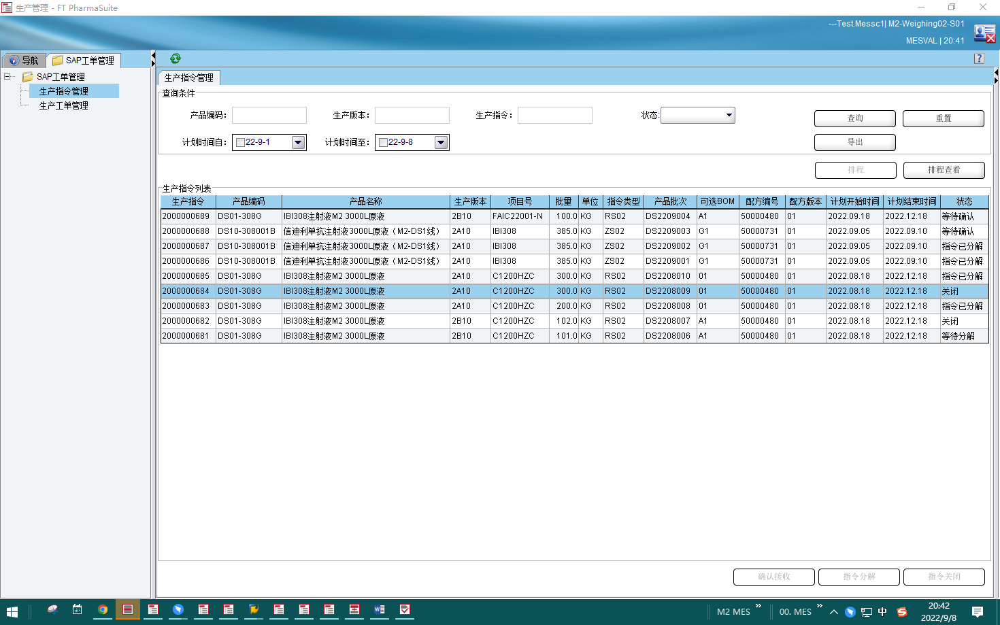 生产管理 - FT PharmaSuite
---Test.Messc1| M2-Weighing02-S01
MESVAL | 20:41
导航
SAP工单管理
SAP工单管理
生产指令管理
生产工单管理
生产指令管理
查询条件
产品编码： 生产版本： 生产指令： 状态: 查询 重置
计划时间自： 22-9-1 计划时间至： 22-9-8 导出
排程 排程查看
生产指令列表
生产指令 产品编码 产品名称 生产版本 项目号 批量 单位 指令类型 产品批次 可选BOM 配方编号 配方版本 计划开始时间 计划结束时间 状态
2000000689 DS01-308G IBI308注射液M2 3000L原液 2B10 FAIC22001-N 100.0 KG RS02 DS2209004 A1 50000480 01 2022.09.18 2022.12.18 等待确认
2000000688 DS10-308001B 信迪利单抗注射液3000L原液（M2-DS1线） 2A10 IBI308 385.0 KG ZS02 DS2209003 G1 50000731 01 2022.09.05 2022.09.10 等待确认
2000000687 DS10-308001B 信迪利单抗注射液3000L原液（M2-DS1线） 2A10 IBI308 385.0 KG ZS02 DS2209002 G1 50000731 01 2022.09.05 2022.09.10 指令已分解
2000000686 DS10-308001B 信迪利单抗注射液3000L原液（M2-DS1线） 2A10 IBI308 385.0 KG ZS02 DS2209001 G1 50000731 01 2022.09.05 2022.09.10 指令已分解
2000000685 DS01-308G IBI308注射液M2 3000L原液 2A10 C1200HZC 300.0 KG RS02 DS2208010 01 50000480 01 2022.08.18 2022.12.18 指令已分解
2000000684 DS01-308G IBI308注射液M2 3000L原液 2A10 C1200HZC 300.0 KG RS02 DS2208009 01 50000480 01 2022.08.18 2022.12.18 关闭
2000000683 DS01-308G IBI308注射液M2 3000L原液 2A10 C1200HZC 200.0 KG RS02 DS2208008 01 50000480 01 2022.08.18 2022.12.18 指令已分解
2000000682 DS01-308G IBI308注射液M2 3000L原液 2B10 C1200HZC 102.0 KG RS02 DS2208007 A1 50000480 01 2022.08.18 2022.12.18 关闭
2000000681 DS01-308G IBI308注射液M2 3000L原液 2B10 C1200HZC 101.0 KG RS02 DS2208006 A1 50000480 01 2022.08.18 2022.12.18 等待分解
确认接收 指令分解 指令关闭
M2 MES 00. MES 中 20:42
2022/9/8